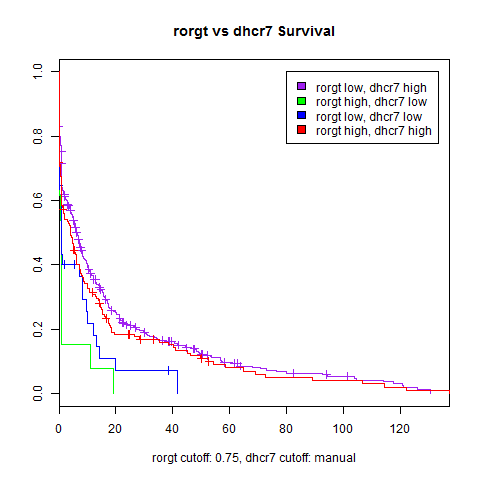 rorgt vs dhcr7 Survival
rorgt low, dhcr7 high
rorgt high, dhcr7 low
rorgt low, dhcr7 low
rorgt high, dhcr7 high
1.0
0.8
0.6
0.4
0.2
0.0
0 20 40 60 80 100 120
rorgt cutoff: 0.75, dhcr7 cutoff: manual